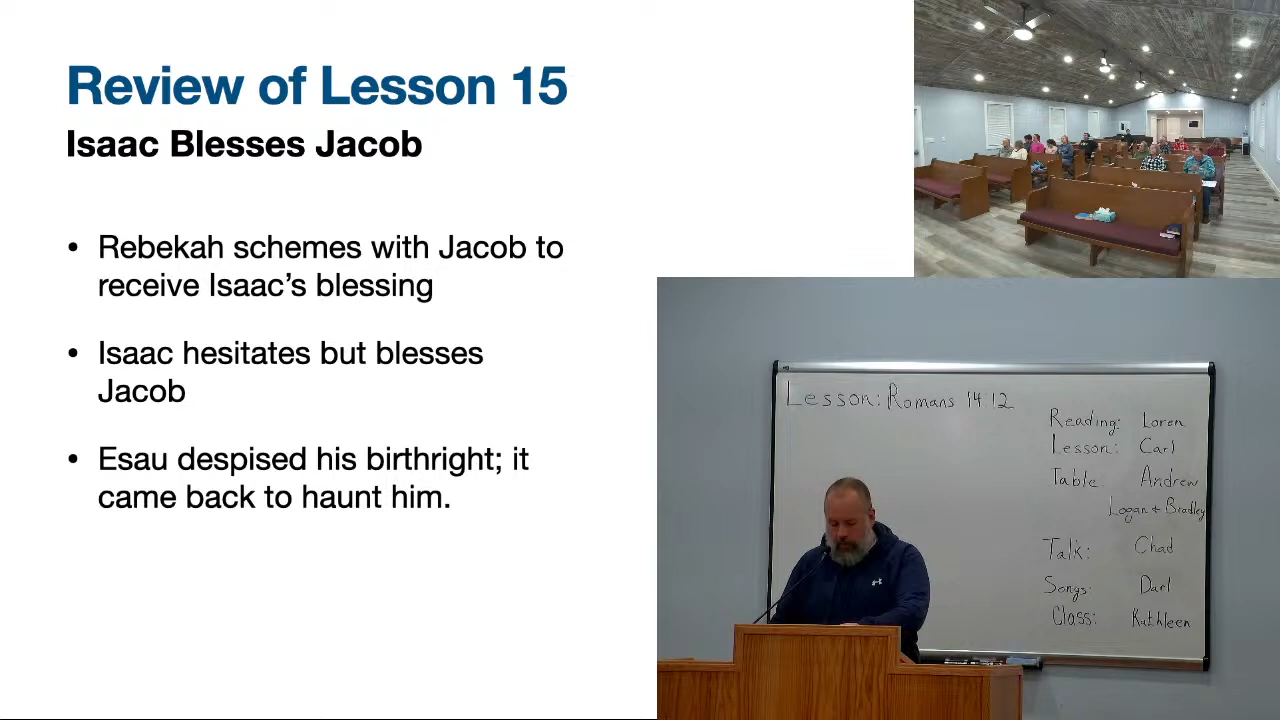 Review of Lesson 15
Isaac Blesses Jacob
• Rebekah schemes with Jacob to
receive Isaac’s blessing
• Isaac hesitates but blesses
Jacob
• Esau despised his birthright; it
came back to haunt him.
Lesson: Romans 14:12
Reading: Loren
Lesson: Carl
Table: Andrew
Logan + Bradley
Talk: Chad
Songs: Darl
Class: Kathleen